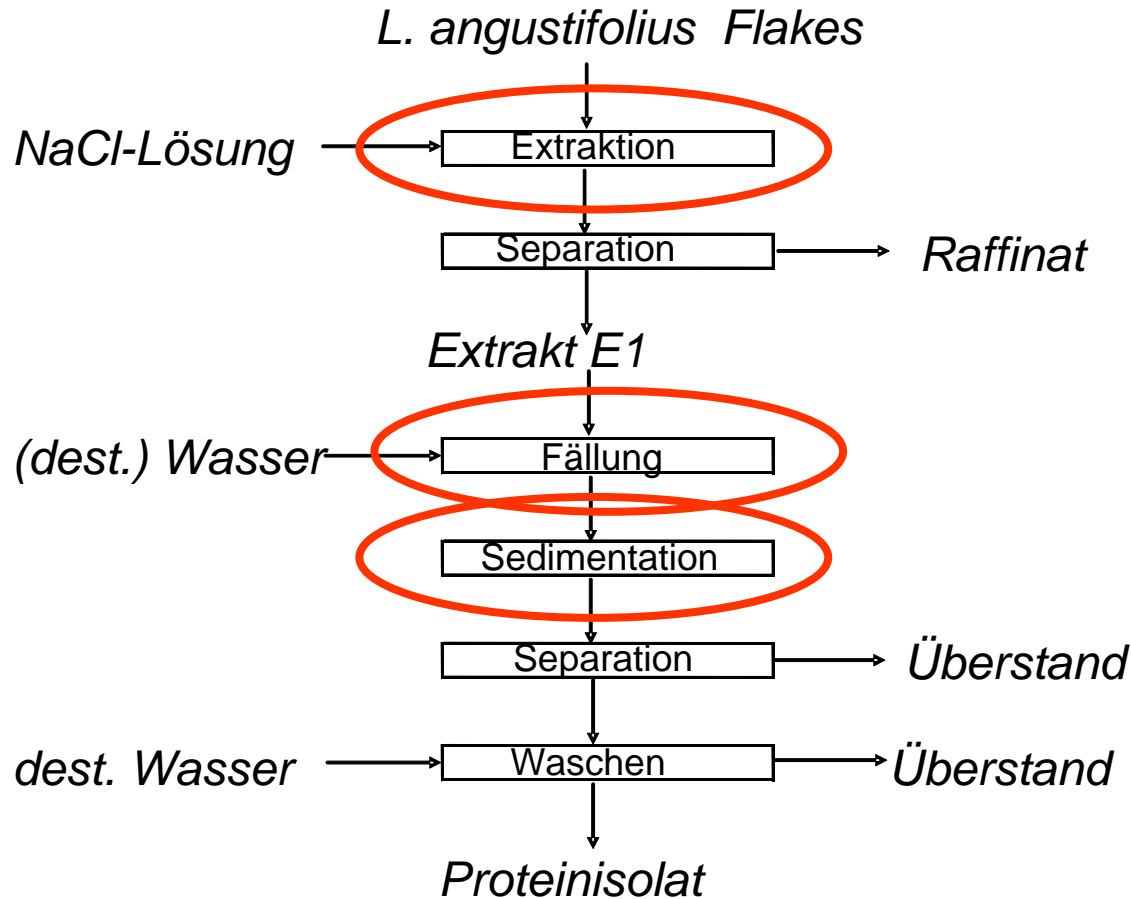 L. angustifolius Flakes
NaCl-Lösung
Extraktion
Separation
Raffinat
Extrakt E1
(dest.) Wasser
Fällung
Sedimentation
Separation
Überstand
dest. Wasser
Waschen
Überstand
Proteinisolat